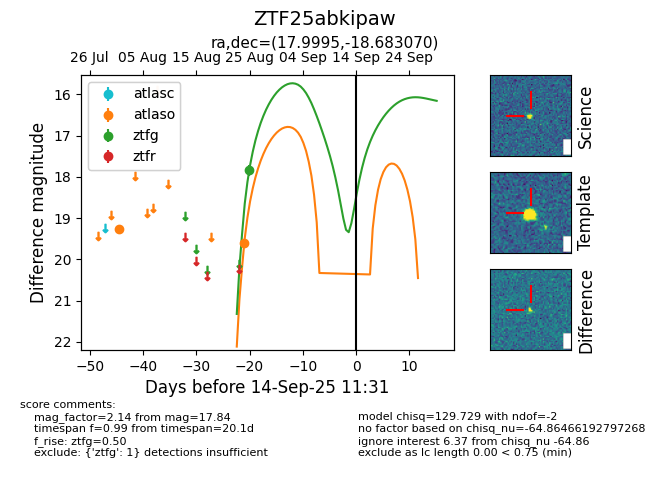 ZTF25abkipaw
ra,dec=(17.9995,-18.683070)
26 Jul 05 Aug 15 Aug 25 Aug 04 Sep 14 Sep 24 Sep
atlasc
atlaso
ztfg
ztfr
16
17
18
19
20
21
22
Difference magnitude
−50 −40 −30 −20 −10 0 10
Days before 14-Sep-25 11:31
Science
Template
Difference
score comments:
mag_factor=2.14 from mag=17.84
timespan f=0.99 from timespan=20.1d
f_rise: ztfg=0.50
exclude: {'ztfg': 1} detections insufficient
model chisq=129.729 with ndof=-2
no factor based on chisq_nu=-64.86466192797268
ignore interest 6.37 from chisq_nu -64.86
exclude as lc length 0.00 < 0.75 (min)